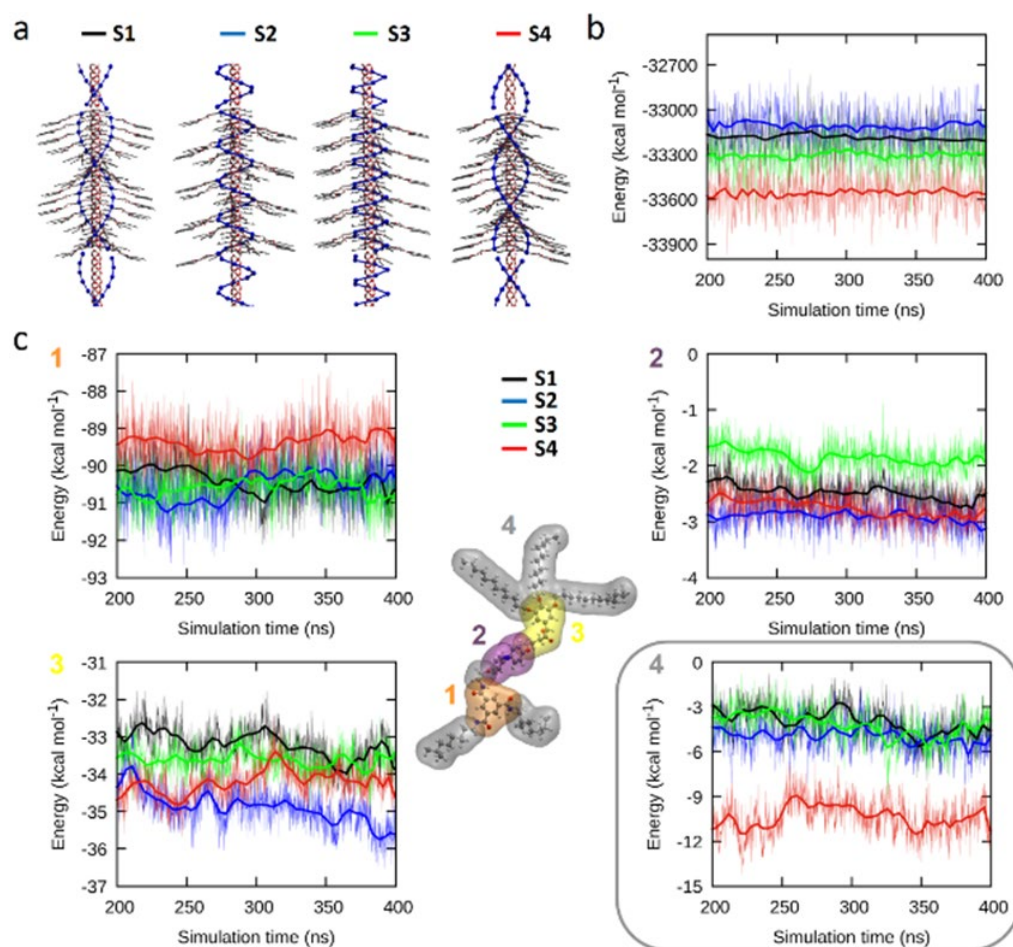 a
S1 S2 S3 S4
b
-32700
-33000
-33300
-33600
-33900
Energy (kcal mol-1)
200 250 300 350 400
Simulation time (ns)
c
1
-87
-88
-89
-90
-91
-92
-93
Energy (kcal mol-1)
200 250 300 350 400
Simulation time (ns)
S1
S2
S3
S4
2
0
-1
-2
-3
-4
Energy (kcal mol-1)
200 250 300 350 400
Simulation time (ns)
4
2
3
1
3
-31
-32
-33
-34
-35
-36
-37
Energy (kcal mol-1)
200 250 300 350 400
Simulation time (ns)
4
0
-3
-6
-9
-12
-15
Energy (kcal mol-1)
200 250 300 350 400
Simulation time (ns)